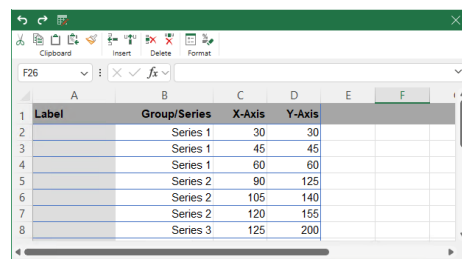 Clipboard Insert Delete Format
F26 fx
A B C D E F
1 Label Group/Series X-Axis Y-Axis
2 Series 1 30 30
3 Series 1 45 45
4 Series 1 60 60
5 Series 2 90 125
6 Series 2 105 140
7 Series 2 120 155
8 Series 3 125 200